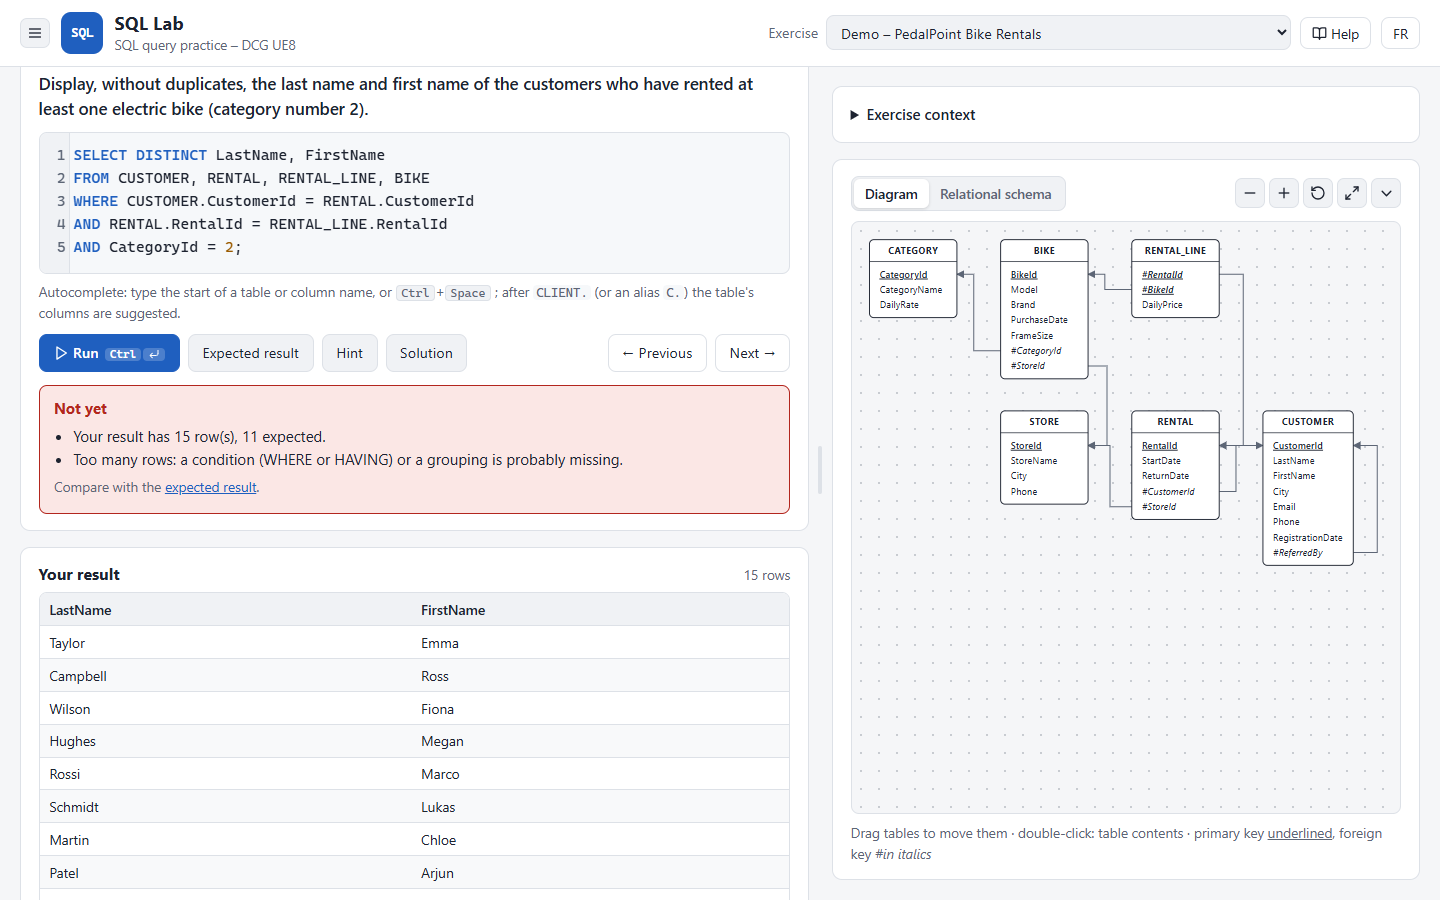 SQL
SQL Lab
SQL query practice – DCG UE8
Exercise
Demo – PedalPoint Bike Rentals
Help
FR
Display, without duplicates, the last name and first name of the customers who have rented at
least one electric bike (category number 2).
1 SELECT DISTINCT LastName, FirstName
2 FROM CUSTOMER, RENTAL, RENTAL_LINE, BIKE
3 WHERE CUSTOMER.CustomerId = RENTAL.CustomerId
4 AND RENTAL.RentalId = RENTAL_LINE.RentalId
5 AND CategoryId = 2;
Autocomplete: type the start of a table or column name, or Ctrl + Space ; after CLIENT. (or an alias C. ) the table's
columns are suggested.
Run Ctrl ↵
Expected result
Hint
Solution
← Previous
Next →
Not yet
• Your result has 15 row(s), 11 expected.
• Too many rows: a condition (WHERE or HAVING) or a grouping is probably missing.
Compare with the expected result.
Your result
15 rows
LastName FirstName
Taylor Emma
Campbell Ross
Wilson Fiona
Hughes Megan
Rossi Marco
Schmidt Lukas
Martin Chloe
Patel Arjun
Exercise context
Diagram
Relational schema
CATEGORY
CategoryId
CategoryName
DailyRate
BIKE
BikeId
Model
Brand
PurchaseDate
FrameSize
#CategoryId
#StoreId
RENTAL_LINE
#RentalId
#BikeId
DailyPrice
STORE
StoreId
StoreName
City
Phone
RENTAL
RentalId
StartDate
ReturnDate
#CustomerId
#StoreId
CUSTOMER
CustomerId
LastName
FirstName
City
Email
Phone
RegistrationDate
#ReferredBy
Drag tables to move them · double-click: table contents · primary key underlined, foreign
key #in italics